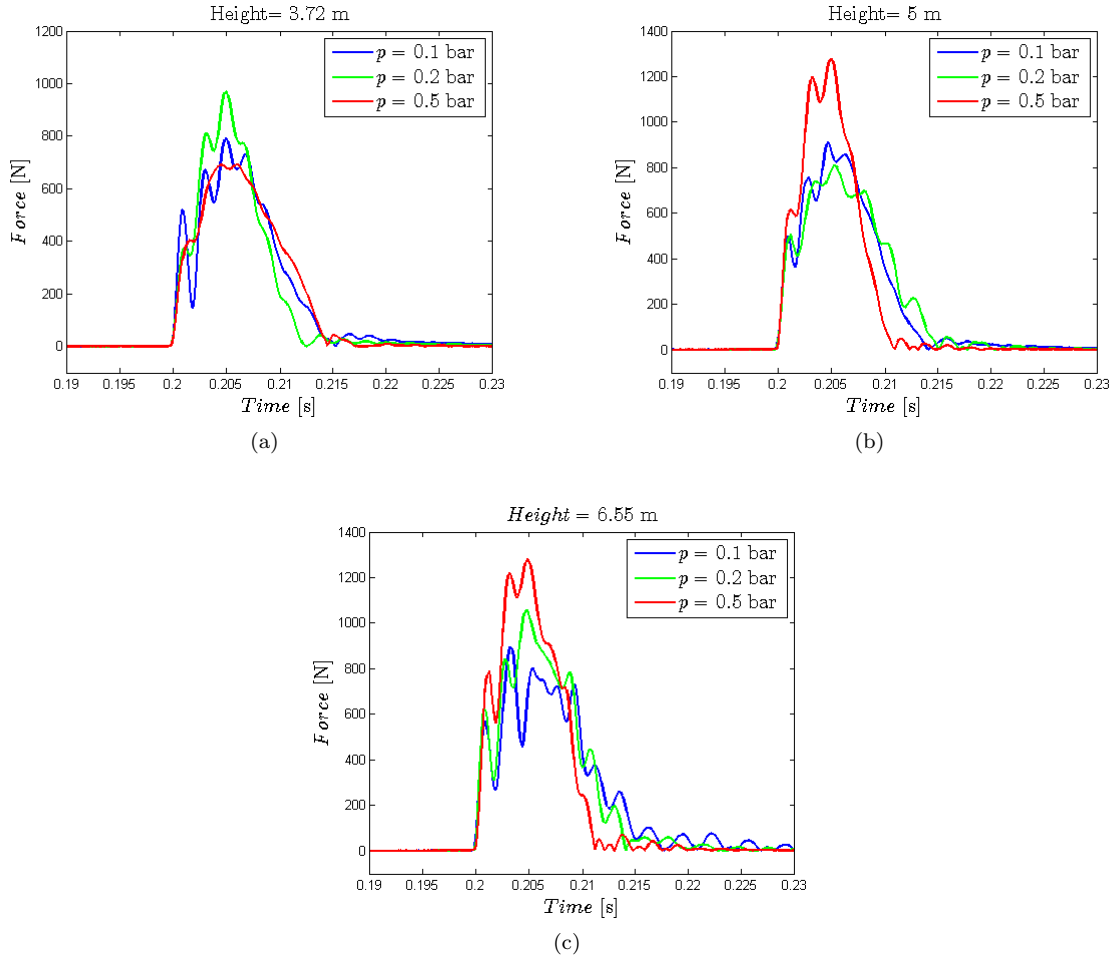 Height= 3.72 m
1200
1000
800
600
400
200
0
Force [N]
p = 0.1 bar
p = 0.2 bar
p = 0.5 bar
0.19 0.195 0.2 0.205 0.21 0.215 0.22 0.225 0.23
Time [s]
(a)
Height= 5 m
1400
1200
1000
800
600
400
200
0
Force [N]
p = 0.1 bar
p = 0.2 bar
p = 0.5 bar
0.19 0.195 0.2 0.205 0.21 0.215 0.22 0.225 0.23
Time [s]
(b)
Height = 6.55 m
1400
1200
1000
800
600
400
200
0
Force [N]
p = 0.1 bar
p = 0.2 bar
p = 0.5 bar
0.19 0.195 0.2 0.205 0.21 0.215 0.22 0.225 0.23
Time [s]
(c)